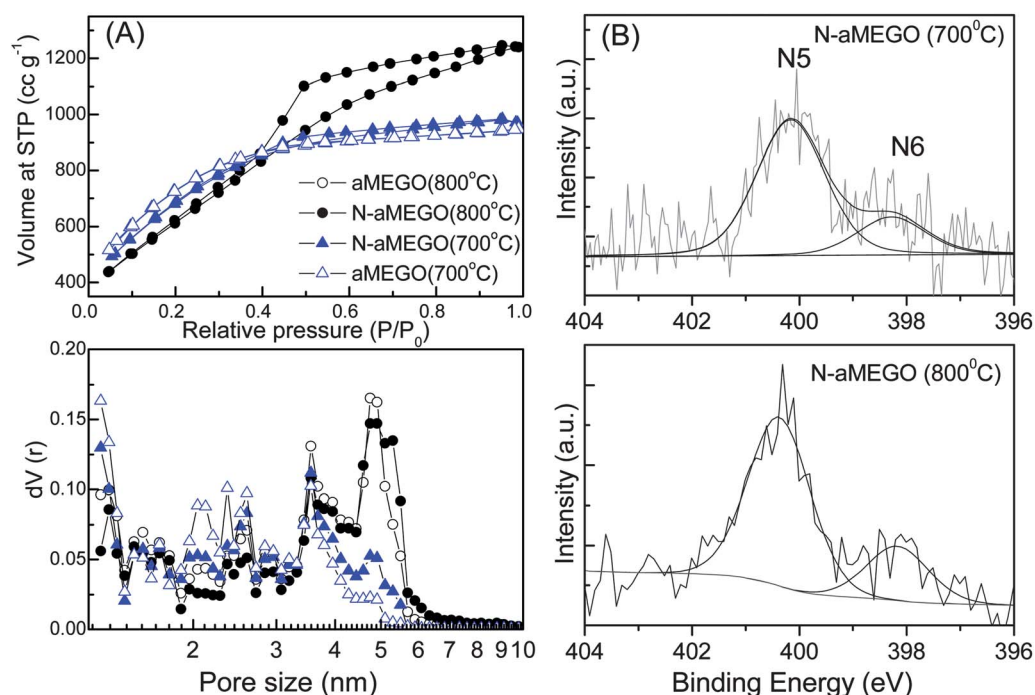 (A)
Volume at STP (cc g⁻¹)
1200
1000
800
600
400
aMEGO(800°C)
N-aMEGO(800°C)
N-aMEGO(700°C)
aMEGO(700°C)
0.0 0.2 0.4 0.6 0.8 1.0
Relative pressure (P/P₀)
dV (r)
0.20
0.15
0.10
0.05
0.00
2 3 4 5 6 7 8 9 10
Pore size (nm)
(B)
N-aMEGO (700⁰C)
N5
N6
Intensity (a.u.)
404 402 400 398 396
N-aMEGO (800⁰C)
Intensity (a.u.)
404 402 400 398 396
Binding Energy (eV)